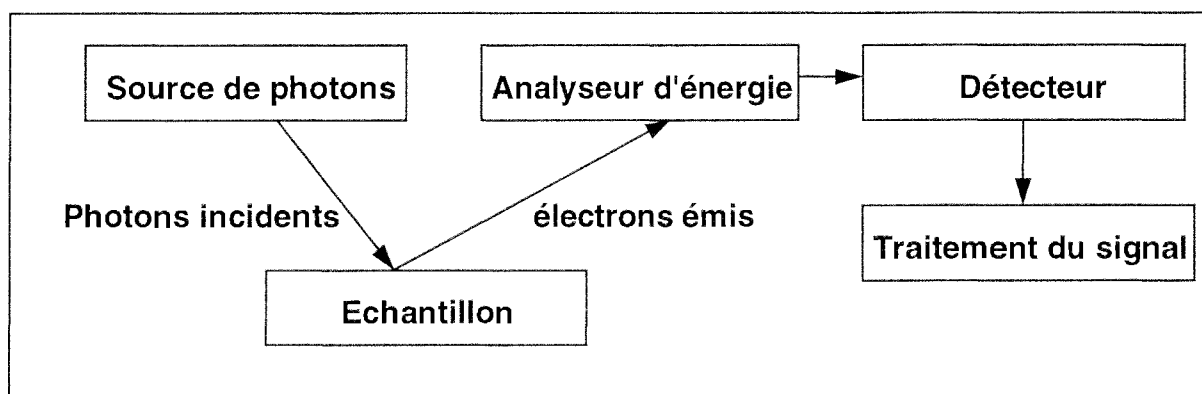 Source de photons
Analyseur d'énergie
Détecteur
Photons incidents
électrons émis
Traitement du signal
Echantillon